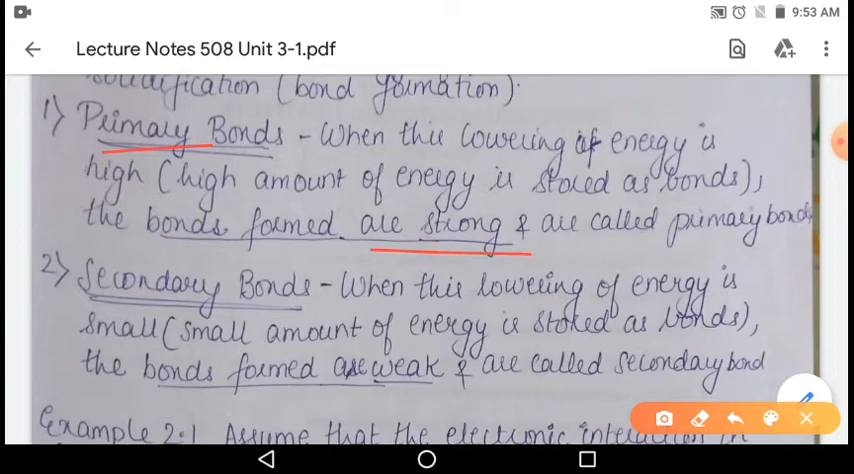 9:53 AM
Lecture Notes 508 Unit 3-1.pdf
solidification (bond formation).
1) Primary Bonds - When this lowering of energy is
high (high amount of energy is stored as bonds),
the bonds formed are strong & are called primary bonds
2) Secondary Bonds - When this lowering of energy is
small (small amount of energy is stored as bonds),
the bonds formed are weak & are called secondary bond
Example 2.1 Assume that the electronic interaction in